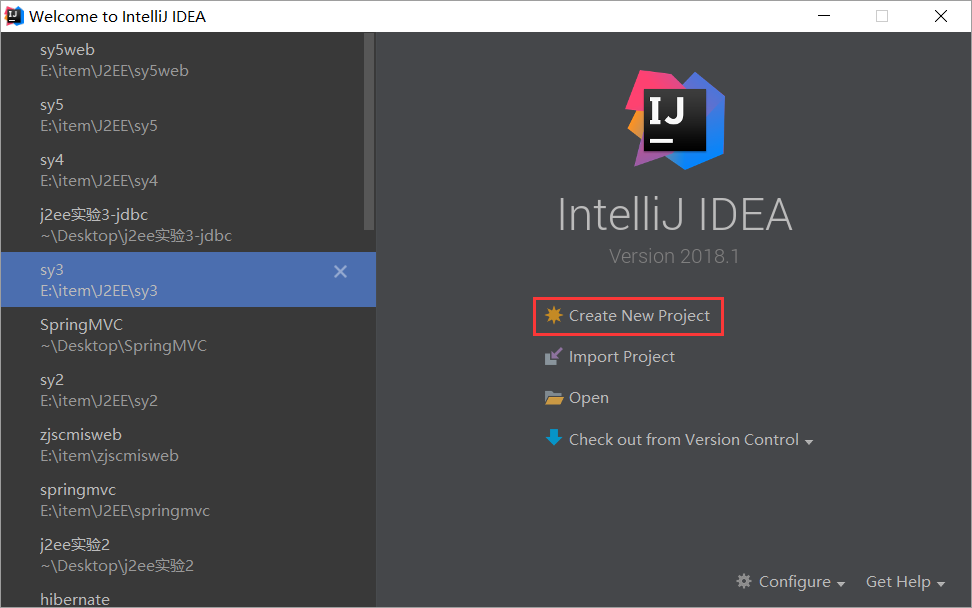 Welcome to IntelliJ IDEA
sy5web
E:\item\J2EE\sy5web
sy5
E:\item\J2EE\sy5
sy4
E:\item\J2EE\sy4
j2ee实验3-jdbc
~\Desktop\j2ee实验3-jdbc
sy3
E:\item\J2EE\sy3
SpringMVC
~\Desktop\SpringMVC
sy2
E:\item\J2EE\sy2
zjscmisweb
E:\item\zjscmisweb
springmvc
E:\item\J2EE\springmvc
j2ee实验2
~\Desktop\j2ee实验2
hibernate
IJ
IntelliJ IDEA
Version 2018.1
Create New Project
Import Project
Open
Check out from Version Control
Configure
Get Help